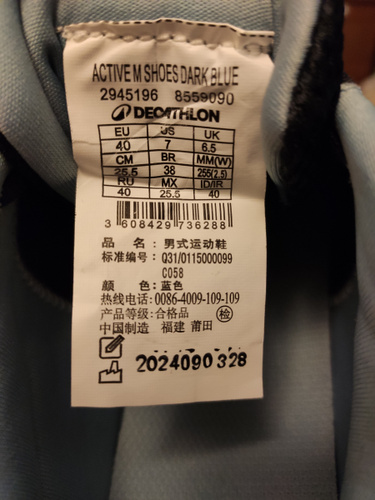 ACTIVE M SHOES DARK BLUE
2945196 8559090
DECATHLON
EU US UK
40 7 6.5
CM BR MM(W)
25.5 38 255(2.5)
RU MX ID/IR
40 25.5 40
3 608429 736288
品 名: 男式运动鞋
标准编号: Q31/0115000099
C058
颜 色: 蓝色
热线电话: 0086-4009-109-109
产品等级: 合格品 检
中国制造 福建 莆田
2024090 328